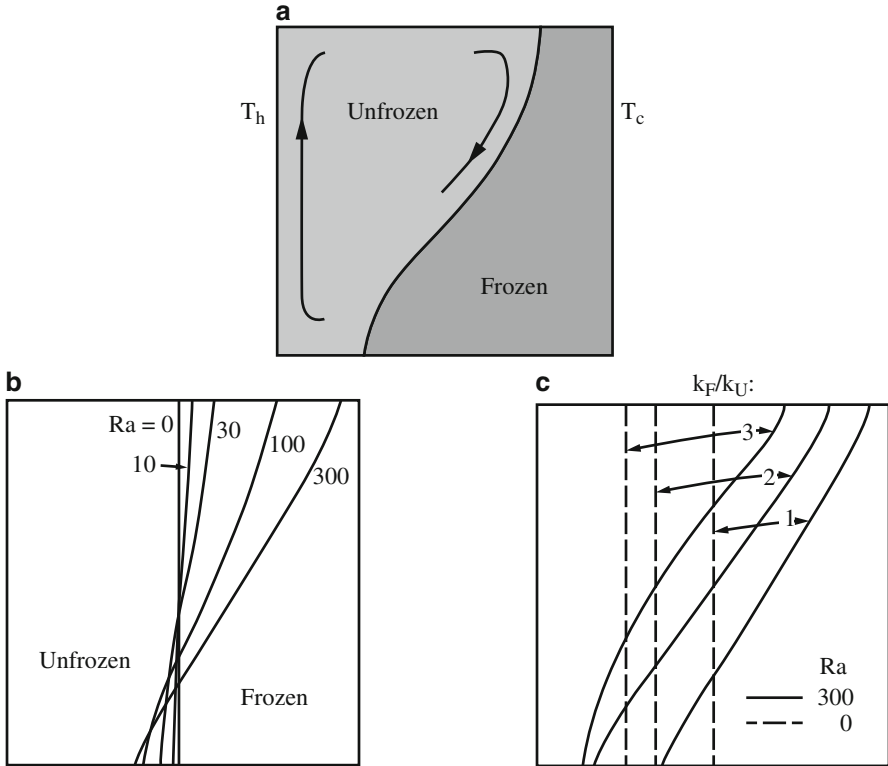 a
T_h
Unfrozen
T_c
Frozen
b
Ra = 0
30
10
100
300
Unfrozen
Frozen
c
k_F/k_U:
3
2
1
Ra
300
0